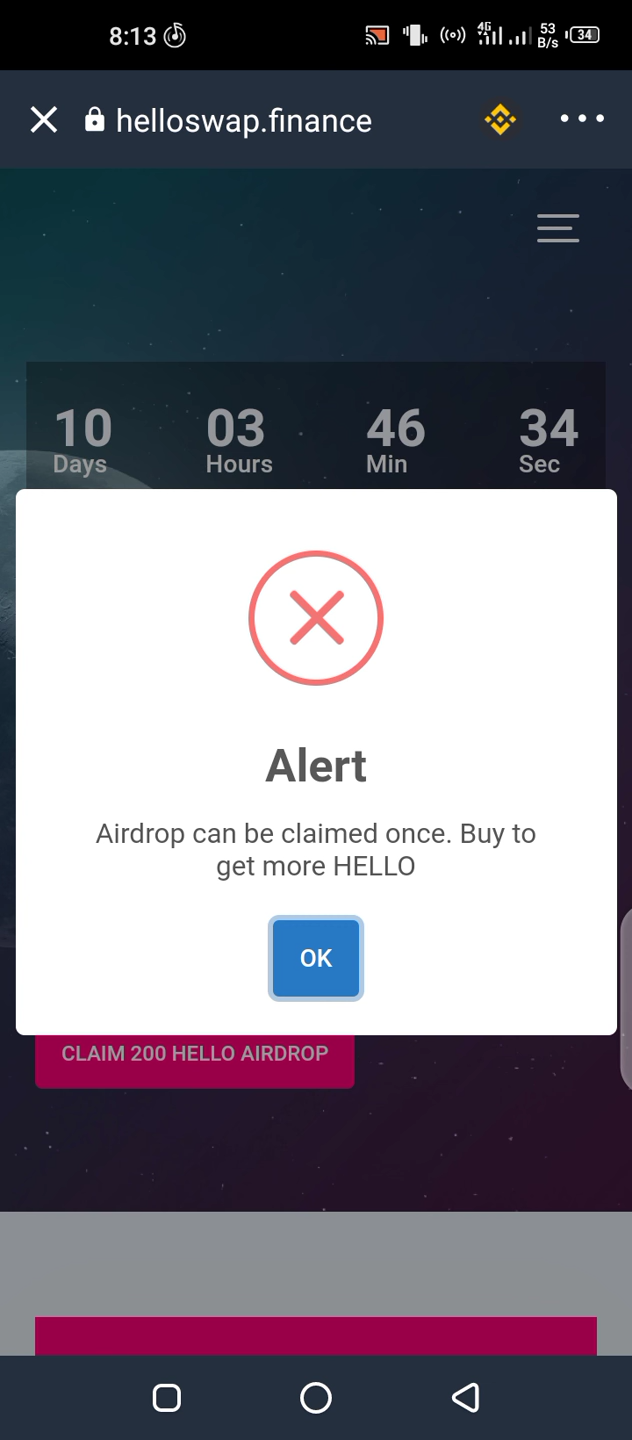 8:13 4G 53 B/s 34
helloswap.finance
10 03 46 34
Days Hours Min Sec
Alert
Airdrop can be claimed once. Buy to
get more HELLO
OK
CLAIM 200 HELLO AIRDROP